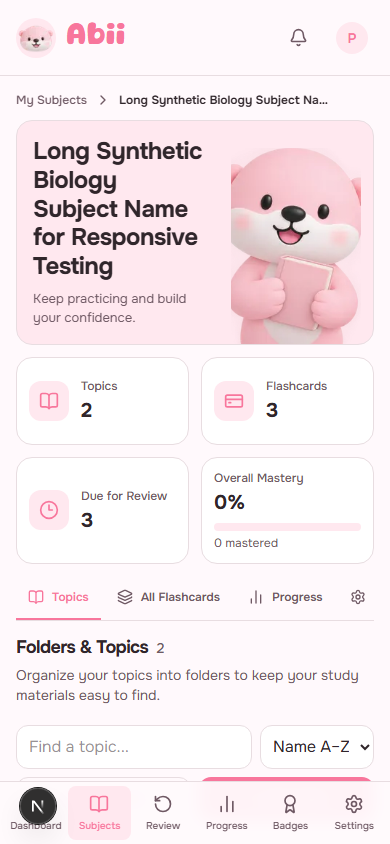 Abii
P
My Subjects > Long Synthetic Biology Subject Na...
Long Synthetic
Biology
Subject Name
for Responsive
Testing
Keep practicing and build
your confidence.
Topics
2
Flashcards
3
Due for Review
3
Overall Mastery
0%
0 mastered
Topics All Flashcards Progress
Folders & Topics 2
Organize your topics into folders to keep your study
materials easy to find.
Find a topic... Name A–Z
N
Dashboard Subjects Review Progress Badges Settings